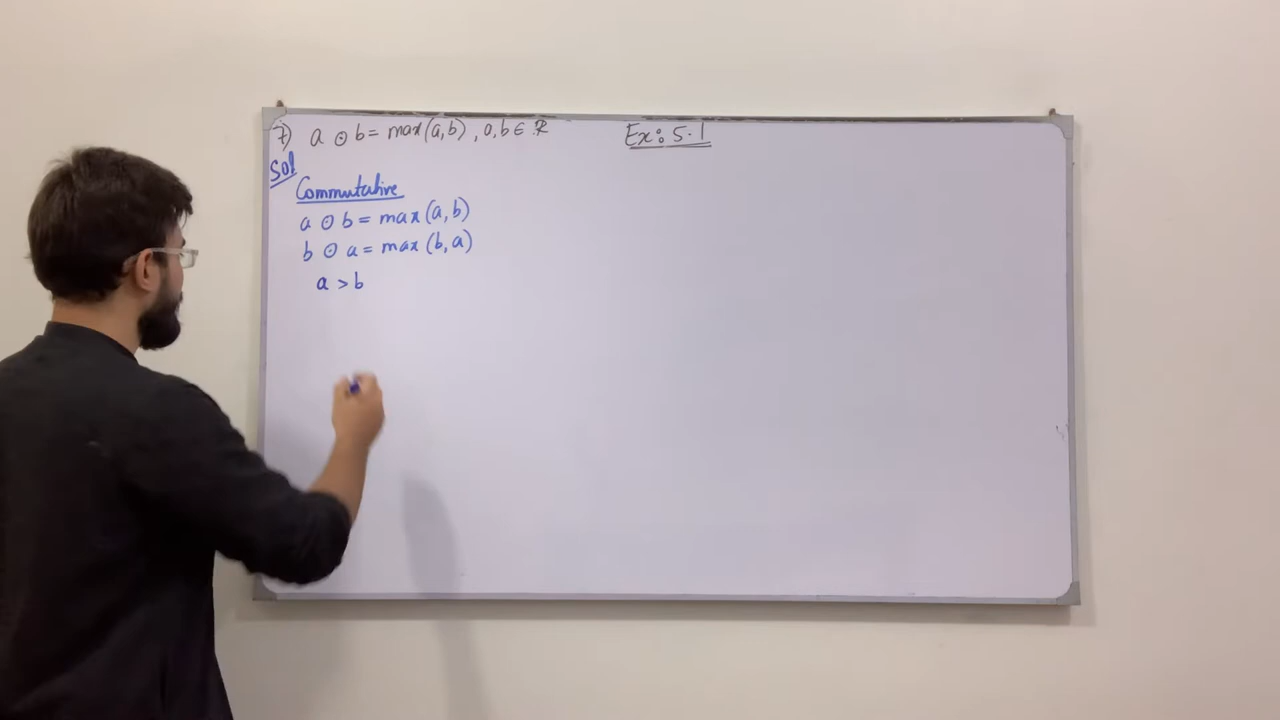 7) a ⊙ b = max(a,b) , a,b ∈ ℝ
Ex: 5.1
Sol
Commutative
a ⊙ b = max(a,b)
b ⊙ a = max(b,a)
a > b